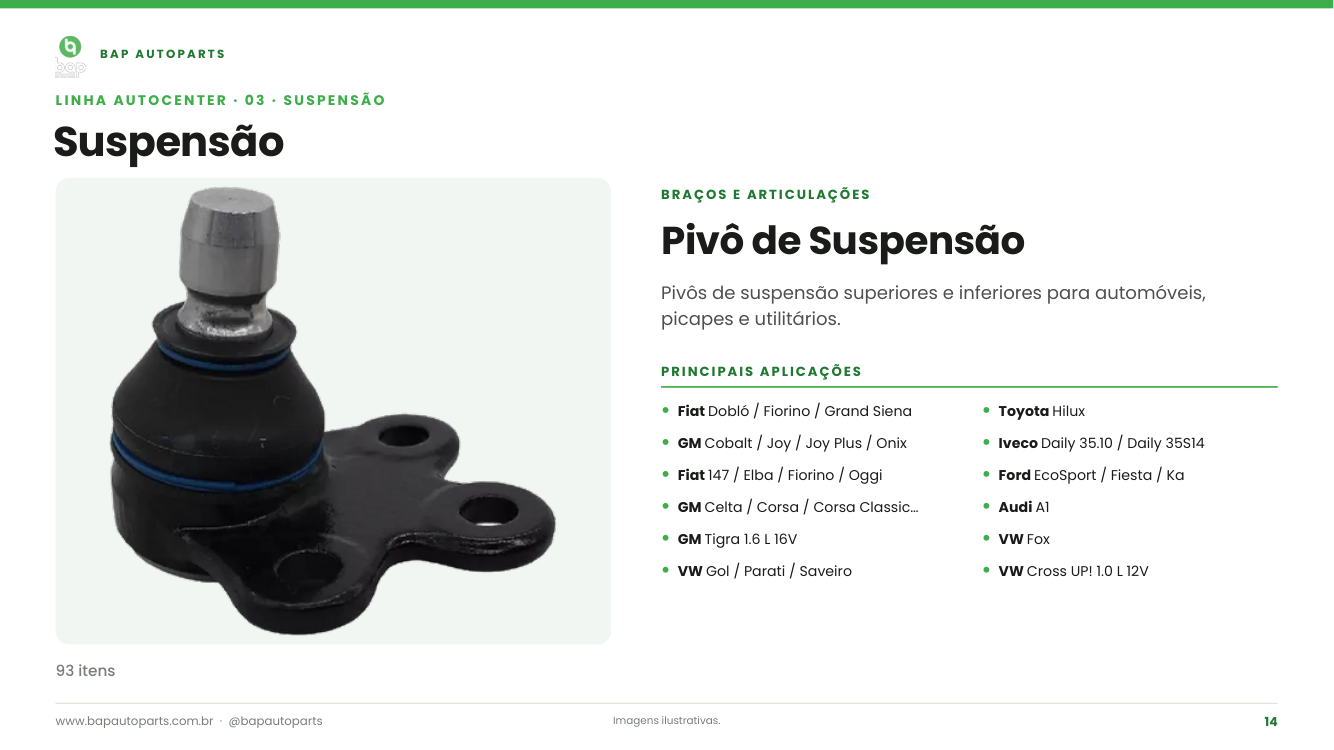 bap
BAP AUTOPARTS
LINHA AUTOCENTER · 03 · SUSPENSÃO
Suspensão
BRAÇOS E ARTICULAÇÕES
Pivô de Suspensão
Pivôs de suspensão superiores e inferiores para automóveis,
picapes e utilitários.
PRINCIPAIS APLICAÇÕES
• Fiat Dobló / Fiorino / Grand Siena
• GM Cobalt / Joy / Joy Plus / Onix
• Fiat 147 / Elba / Fiorino / Oggi
• GM Celta / Corsa / Corsa Classic…
• GM Tigra 1.6 L 16V
• VW Gol / Parati / Saveiro
• Toyota Hilux
• Iveco Daily 35.10 / Daily 35S14
• Ford EcoSport / Fiesta / Ka
• Audi A1
• VW Fox
• VW Cross UP! 1.0 L 12V
93 itens
www.bapautoparts.com.br · @bapautoparts
Imagens ilustrativas.
14